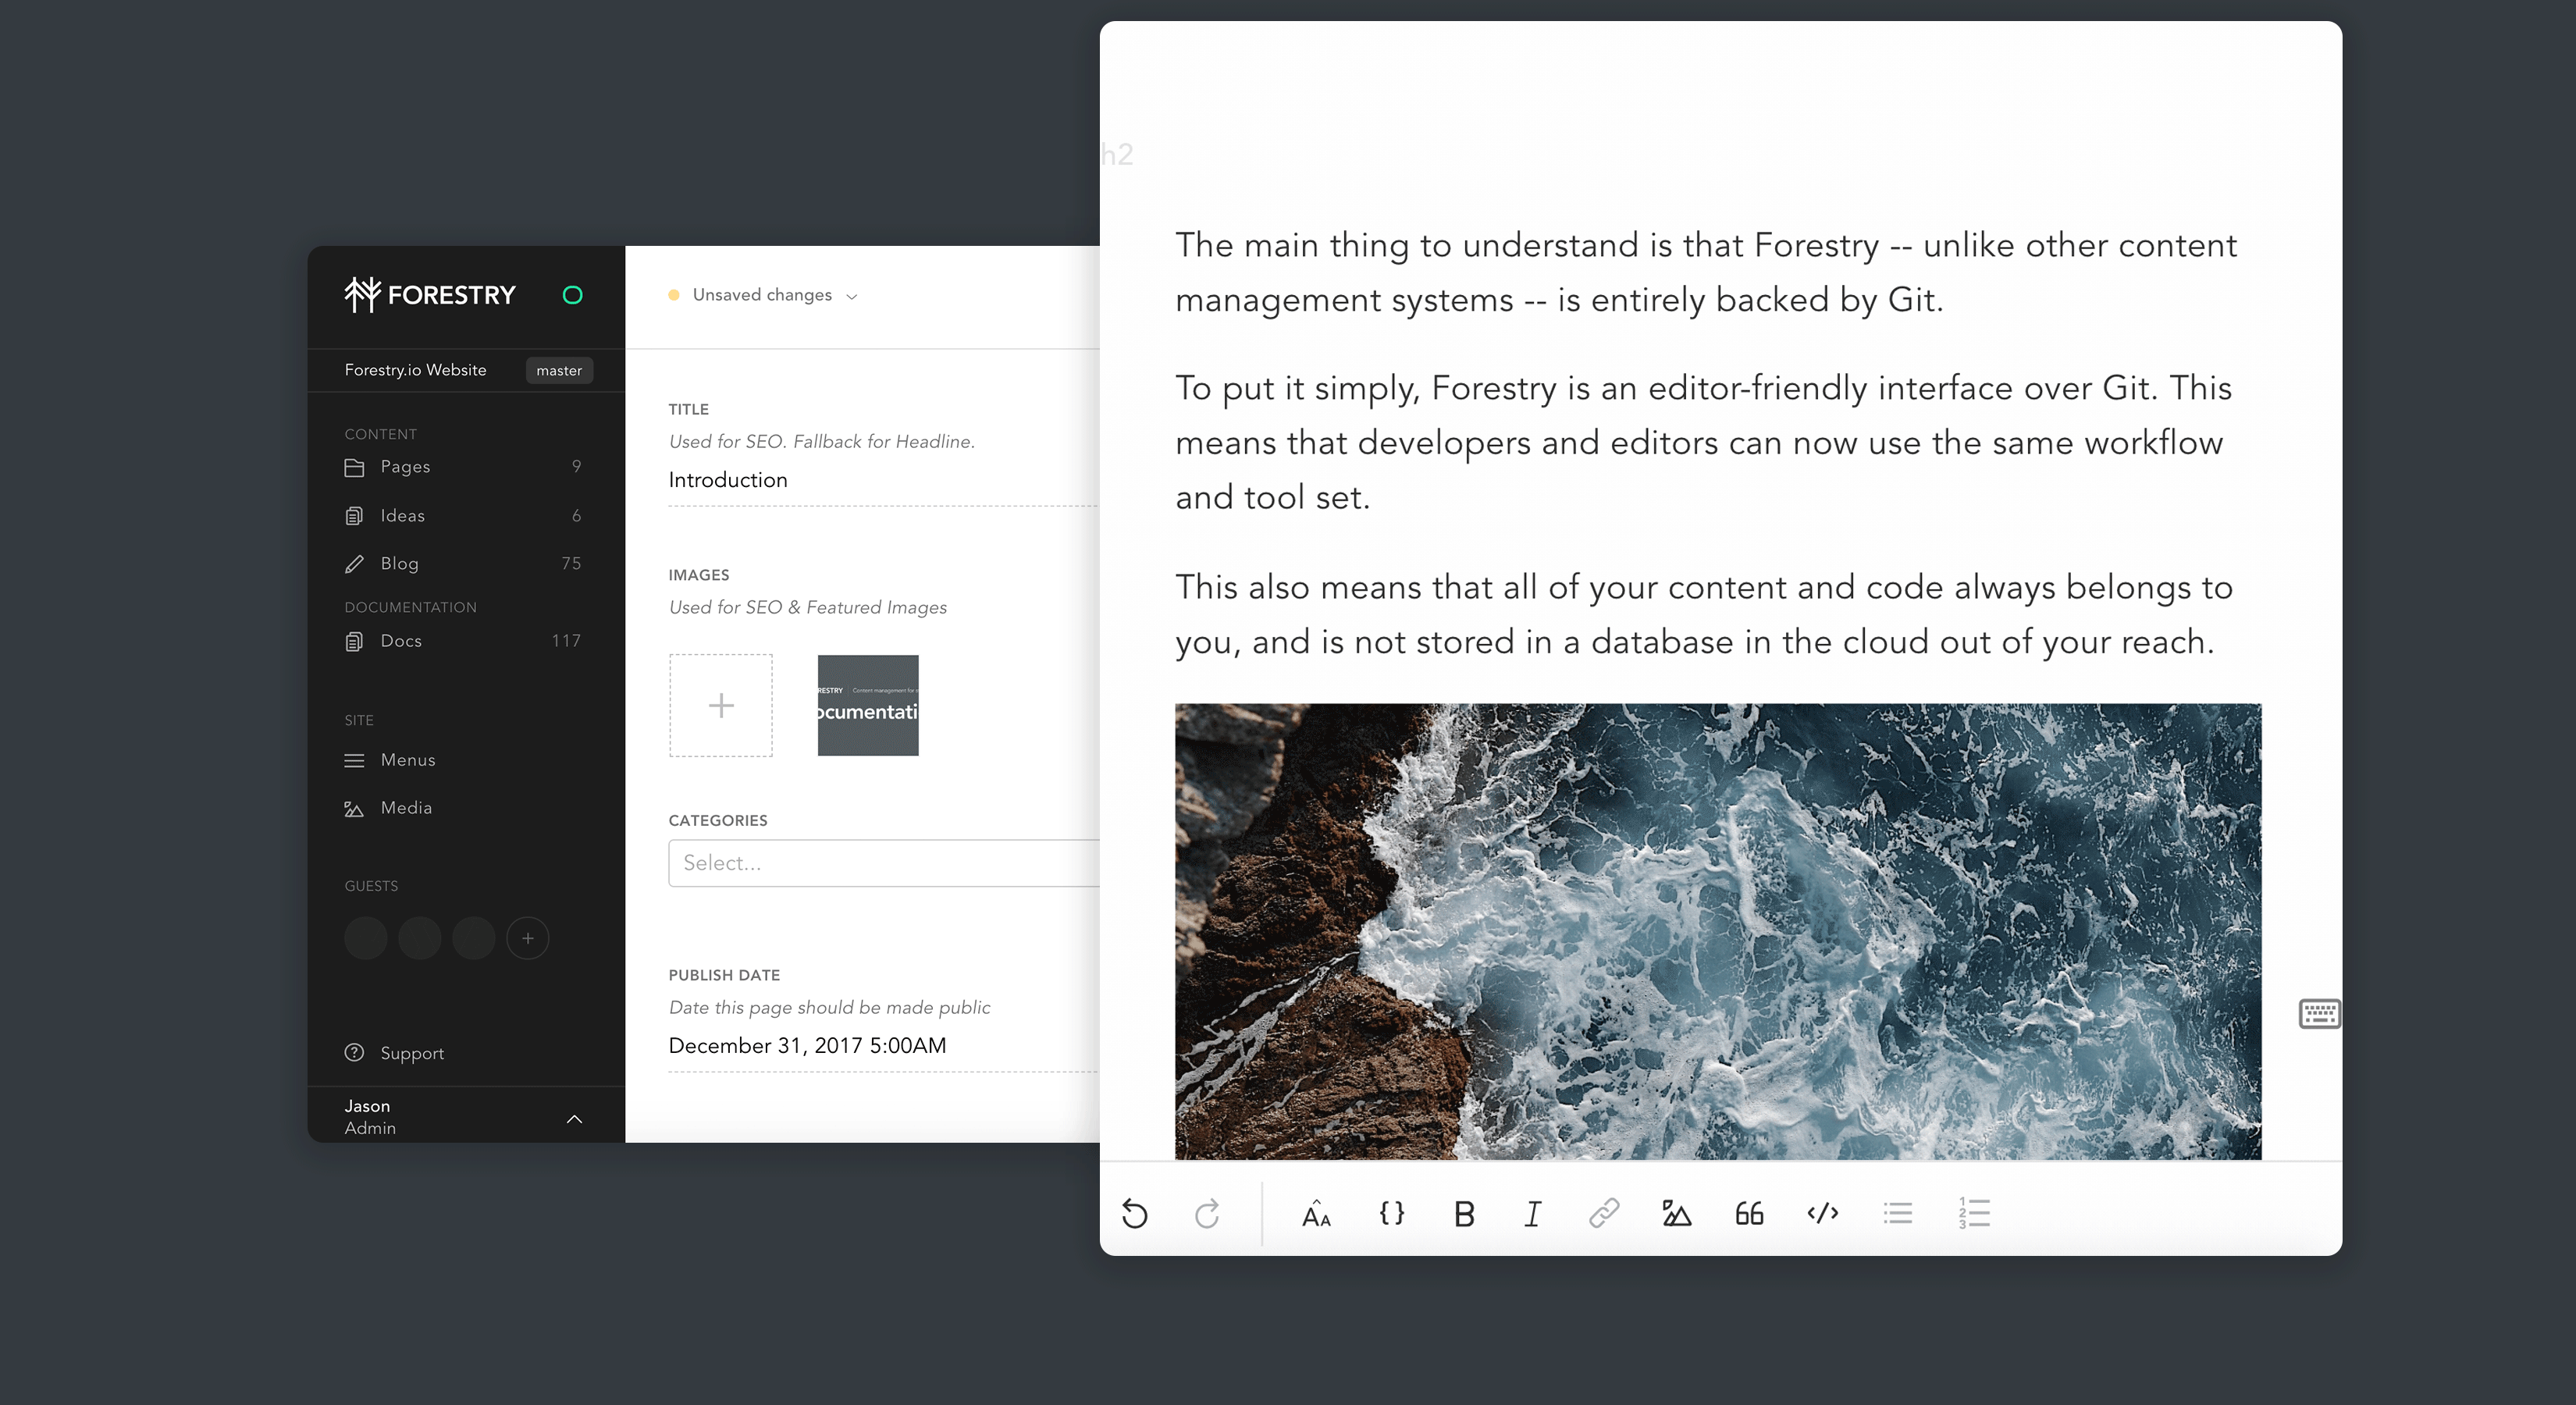 FORESTRY
Forestry.io Website master
CONTENT
Pages 9
Ideas 6
Blog 75
DOCUMENTATION
Docs 117
SITE
Menus
Media
GUESTS
Support
Jason
Admin
Unsaved changes
TITLE
Used for SEO. Fallback for Headline.
Introduction
IMAGES
Used for SEO & Featured Images
RESTRY Content management for
ocumentati
CATEGORIES
Select...
PUBLISH DATE
Date this page should be made public
December 31, 2017 5:00AM
h2
The main thing to understand is that Forestry -- unlike other content
management systems -- is entirely backed by Git.
To put it simply, Forestry is an editor-friendly interface over Git. This
means that developers and editors can now use the same workflow
and tool set.
This also means that all of your content and code always belongs to
you, and is not stored in a database in the cloud out of your reach.